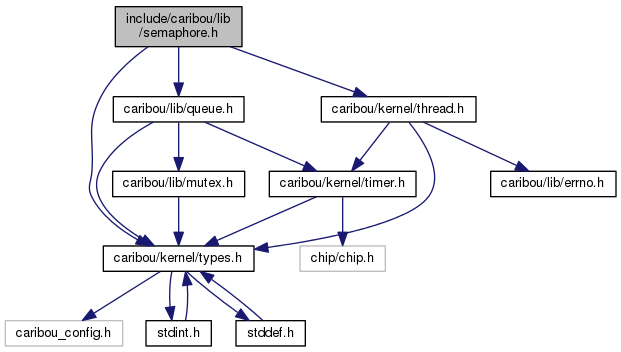 include/caribou/lib
/semaphore.h
caribou/lib/queue.h
caribou/kernel/thread.h
caribou/lib/mutex.h
caribou/kernel/timer.h
caribou/lib/errno.h
caribou/kernel/types.h
chip/chip.h
caribou_config.h
stdint.h
stddef.h